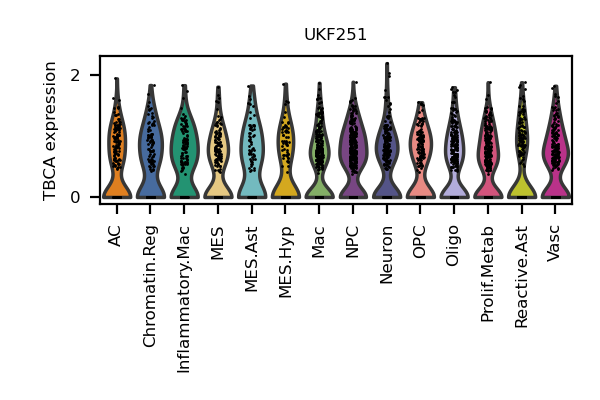 UKF251
TBCA expression
2
0
AC
Chromatin.Reg
Inflammatory.Mac
MES
MES.Ast
MES.Hyp
Mac
NPC
Neuron
OPC
Oligo
Prolif.Metab
Reactive.Ast
Vasc